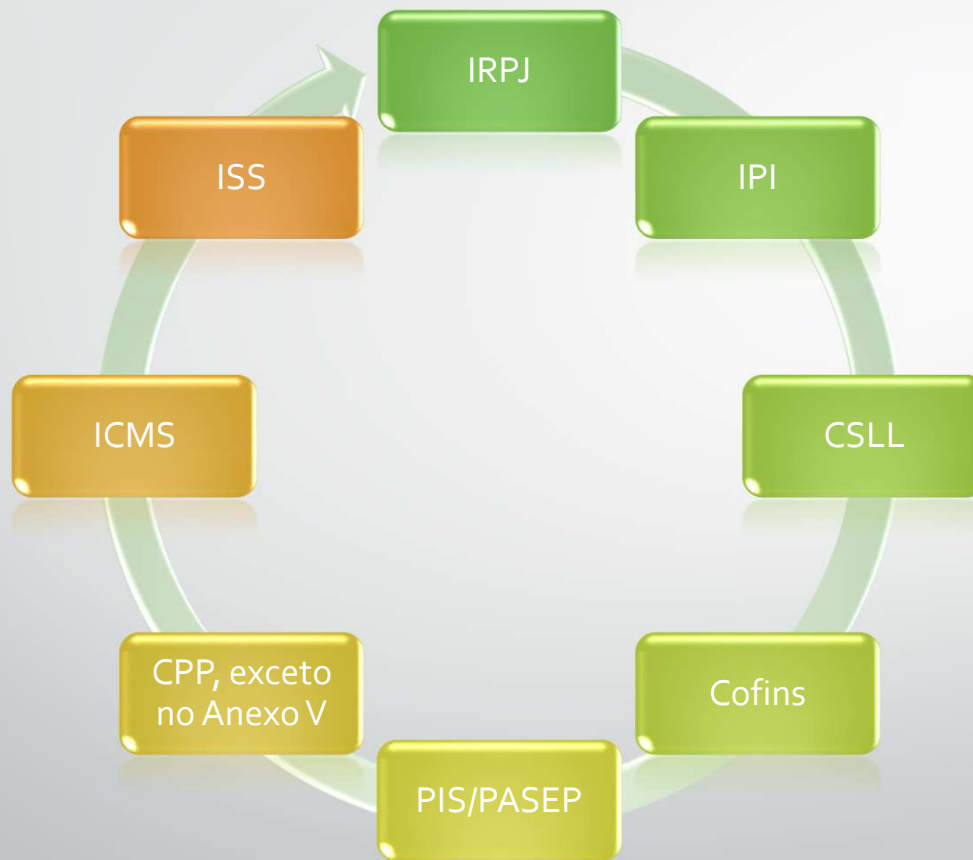 IRPJ
IPI
CSLL
Cofins
PIS/PASEP
CPP, exceto
no Anexo V
ICMS
ISS